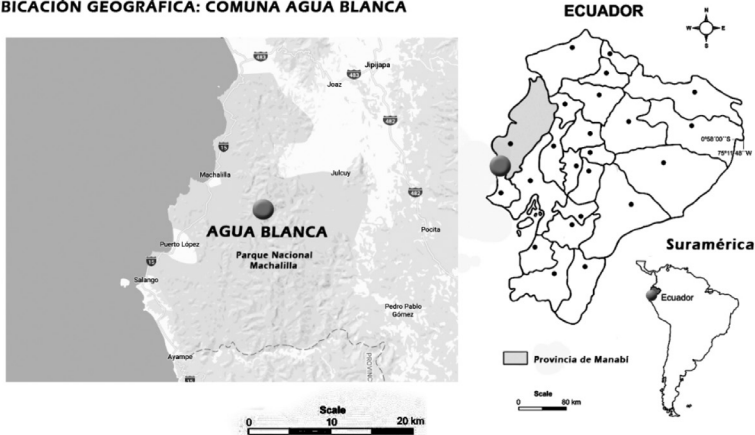 BICACIÓN GEOGRÁFICA: COMUNA AGUA BLANCA
483
Jipijapa
483
Joaz
482
15
Machalilla
Julcuy
482
AGUA BLANCA
Pocita
Puerto López
Parque Nacional
Machalilla
15
Salango
Pedro Pablo
Gómez
Ayampe
PROVINC
15
Scale
0 10 20 km
ECUADOR
N
W E
S
0°58'00''S
75°11'48''W
Suramérica
Ecuador
Provincia de Manabí
Scale
0 80 km